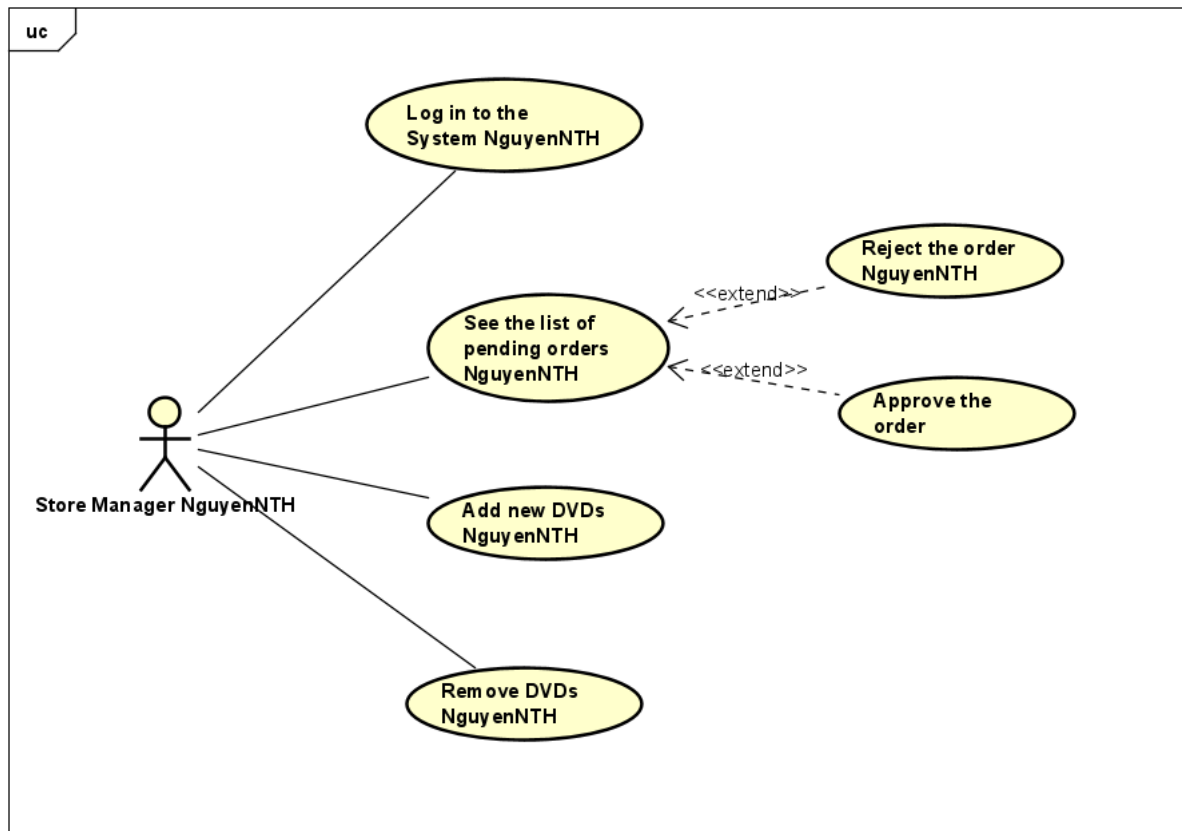 uc
Log in to the
System NguyenNTH
Reject the order
NguyenNTH
<<extend>>
See the list of
pending orders
NguyenNTH
<<extend>>
Approve the
order
Store Manager NguyenNTH
Add new DVDs
NguyenNTH
Remove DVDs
NguyenNTH